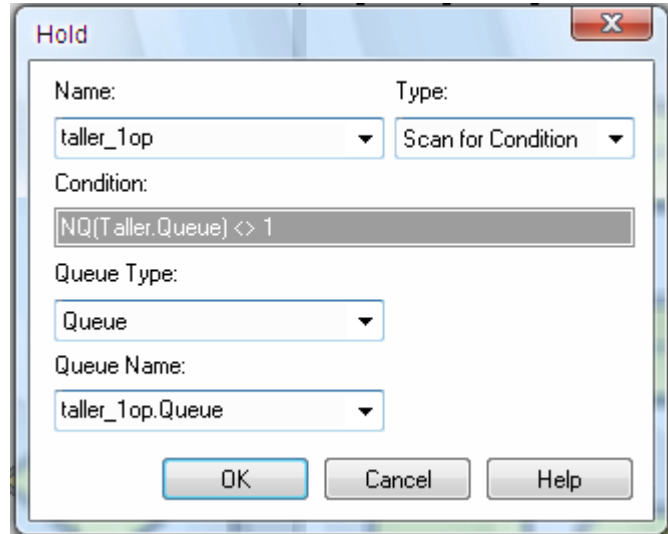 Hold
Name: Type:
taller_1op Scan for Condition
Condition:
NQ(Taller.Queue) <> 1
Queue Type:
Queue
Queue Name:
taller_1op.Queue
OK Cancel Help